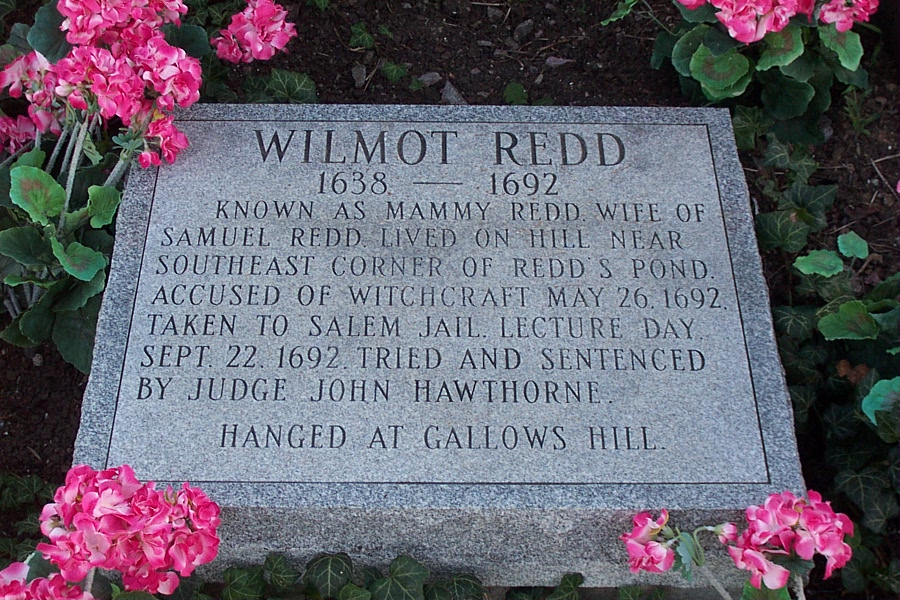 WILMOT REDD
1638 — 1692
KNOWN AS MAMMY REDD. WIFE OF
SAMUEL REDD. LIVED ON HILL NEAR
SOUTHEAST CORNER OF REDD'S POND.
ACCUSED OF WITCHCRAFT MAY 26, 1692.
TAKEN TO SALEM JAIL. LECTURE DAY,
SEPT. 22, 1692. TRIED AND SENTENCED
BY JUDGE JOHN HAWTHORNE.
HANGED AT GALLOWS HILL.